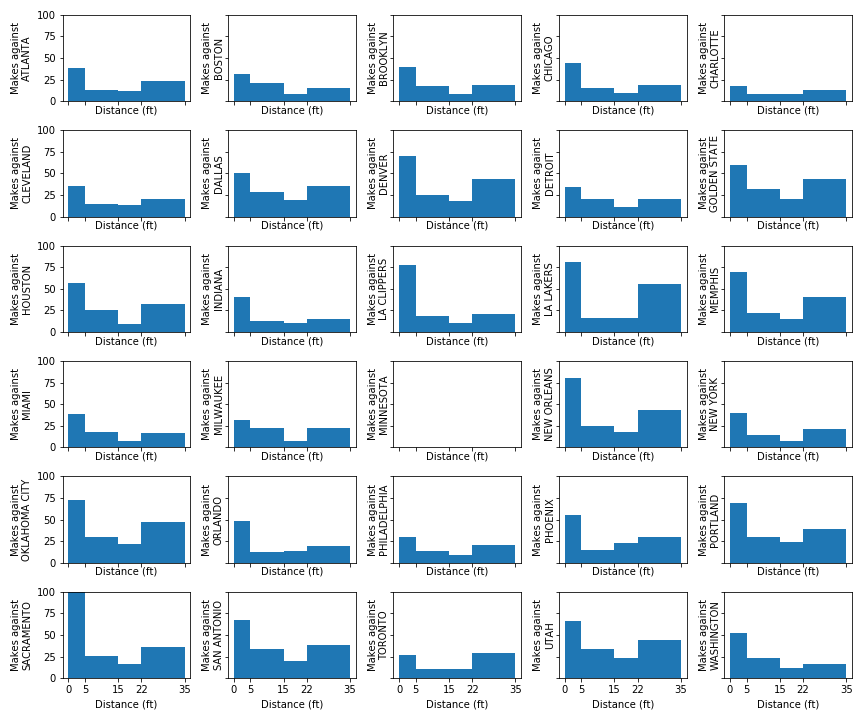 100
75
50
25
0
Makes against
ATLANTA
Distance (ft)
Makes against
BOSTON
Distance (ft)
Makes against
BROOKLYN
Distance (ft)
Makes against
CHICAGO
Distance (ft)
Makes against
CHARLOTTE
Distance (ft)
100
75
50
25
0
Makes against
CLEVELAND
Distance (ft)
Makes against
DALLAS
Distance (ft)
Makes against
DENVER
Distance (ft)
Makes against
DETROIT
Distance (ft)
Makes against
GOLDEN STATE
Distance (ft)
100
75
50
25
0
Makes against
HOUSTON
Distance (ft)
Makes against
INDIANA
Distance (ft)
Makes against
LA CLIPPERS
Distance (ft)
Makes against
LA LAKERS
Distance (ft)
Makes against
MEMPHIS
Distance (ft)
100
75
50
25
0
Makes against
MIAMI
Distance (ft)
Makes against
MILWAUKEE
Distance (ft)
Makes against
MINNESOTA
Distance (ft)
Makes against
NEW ORLEANS
Distance (ft)
Makes against
NEW YORK
Distance (ft)
100
75
50
25
0
Makes against
OKLAHOMA CITY
Distance (ft)
Makes against
ORLANDO
Distance (ft)
Makes against
PHILADELPHIA
Distance (ft)
Makes against
PHOENIX
Distance (ft)
Makes against
PORTLAND
Distance (ft)
100
75
50
25
0
Makes against
SACRAMENTO
0 5 15 22 35
Distance (ft)
Makes against
SAN ANTONIO
0 5 15 22 35
Distance (ft)
Makes against
TORONTO
0 5 15 22 35
Distance (ft)
Makes against
UTAH
0 5 15 22 35
Distance (ft)
Makes against
WASHINGTON
0 5 15 22 35
Distance (ft)